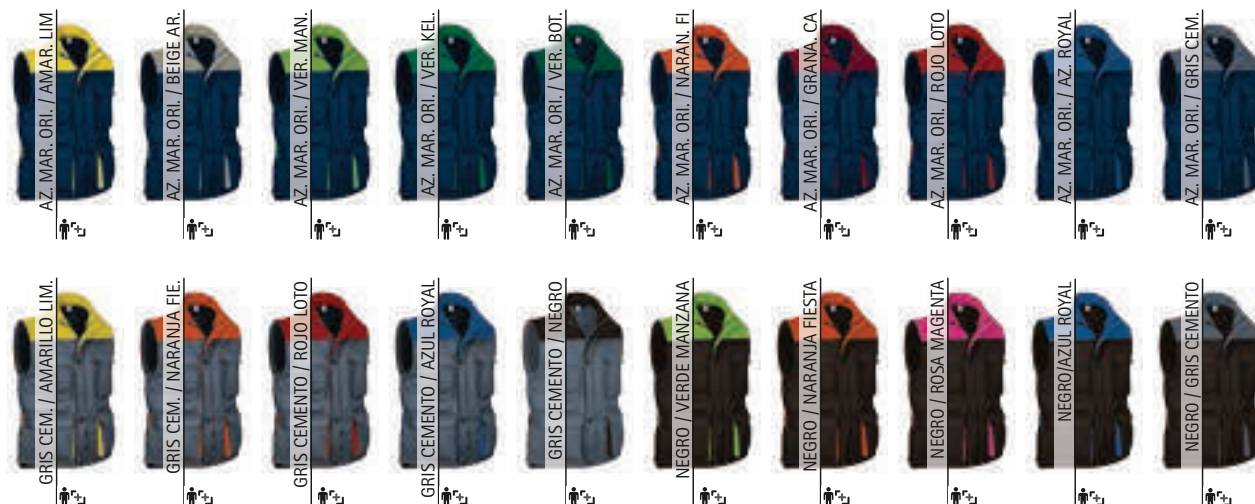 AZ. MAR. ORI. / AMAR. LIM
AZ. MAR. ORI. / BEIGE AR.
AZ. MAR. ORI. / VER. MAN.
AZ. MAR. ORI. / VER. KEL.
AZ. MAR. ORI. / VER. BOT.
AZ. MAR. ORI. / NARAN. FI
AZ. MAR. ORI. / GRANA. CA
AZ. MAR. ORI. / ROJO LOTO
AZ. MAR. ORI. / AZ. ROYAL
AZ. MAR. ORI. / GRIS CEM.
GRIS CEM. / AMARILLO LIM.
GRIS CEM. / NARANJA FIE.
GRIS CEMENTO / ROJO LOTO
GRIS CEMENTO / AZUL ROYAL
GRIS CEMENTO / NEGRO
NEGRO / VERDE MANZANA
NEGRO / NARANJA FIESTA
NEGRO / ROSA MAGENTA
NEGRO/AZUL ROYAL
NEGRO / GRIS CEMENTO